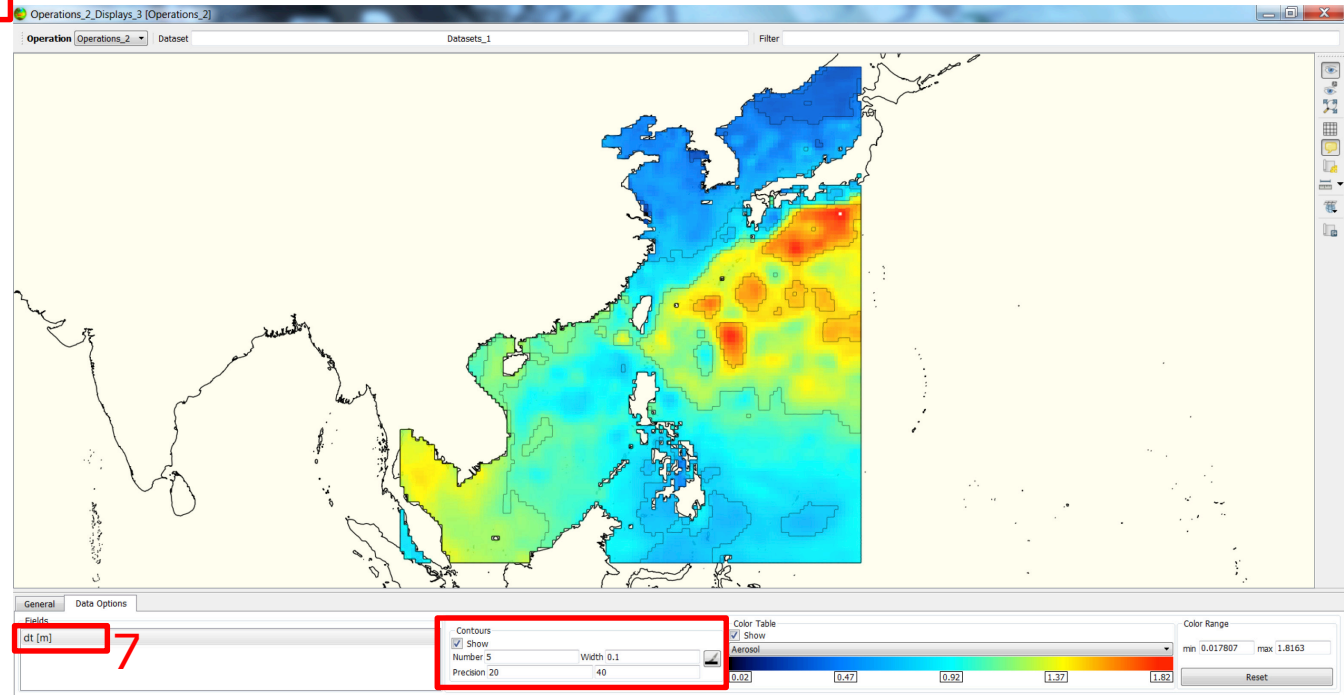 Operations_2_Displays_3 [Operations_2]
Operation Operations_2 Dataset Datasets_1 Filter
General Data Options
Fields
dt [m]
7
Contours
Show
Number 5 Width 0.1
Precision 20 40
Color Table
Show
Aerosol
0.02 0.47 0.92 1.37 1.82
Color Range
min 0.017807 max 1.8163
Reset